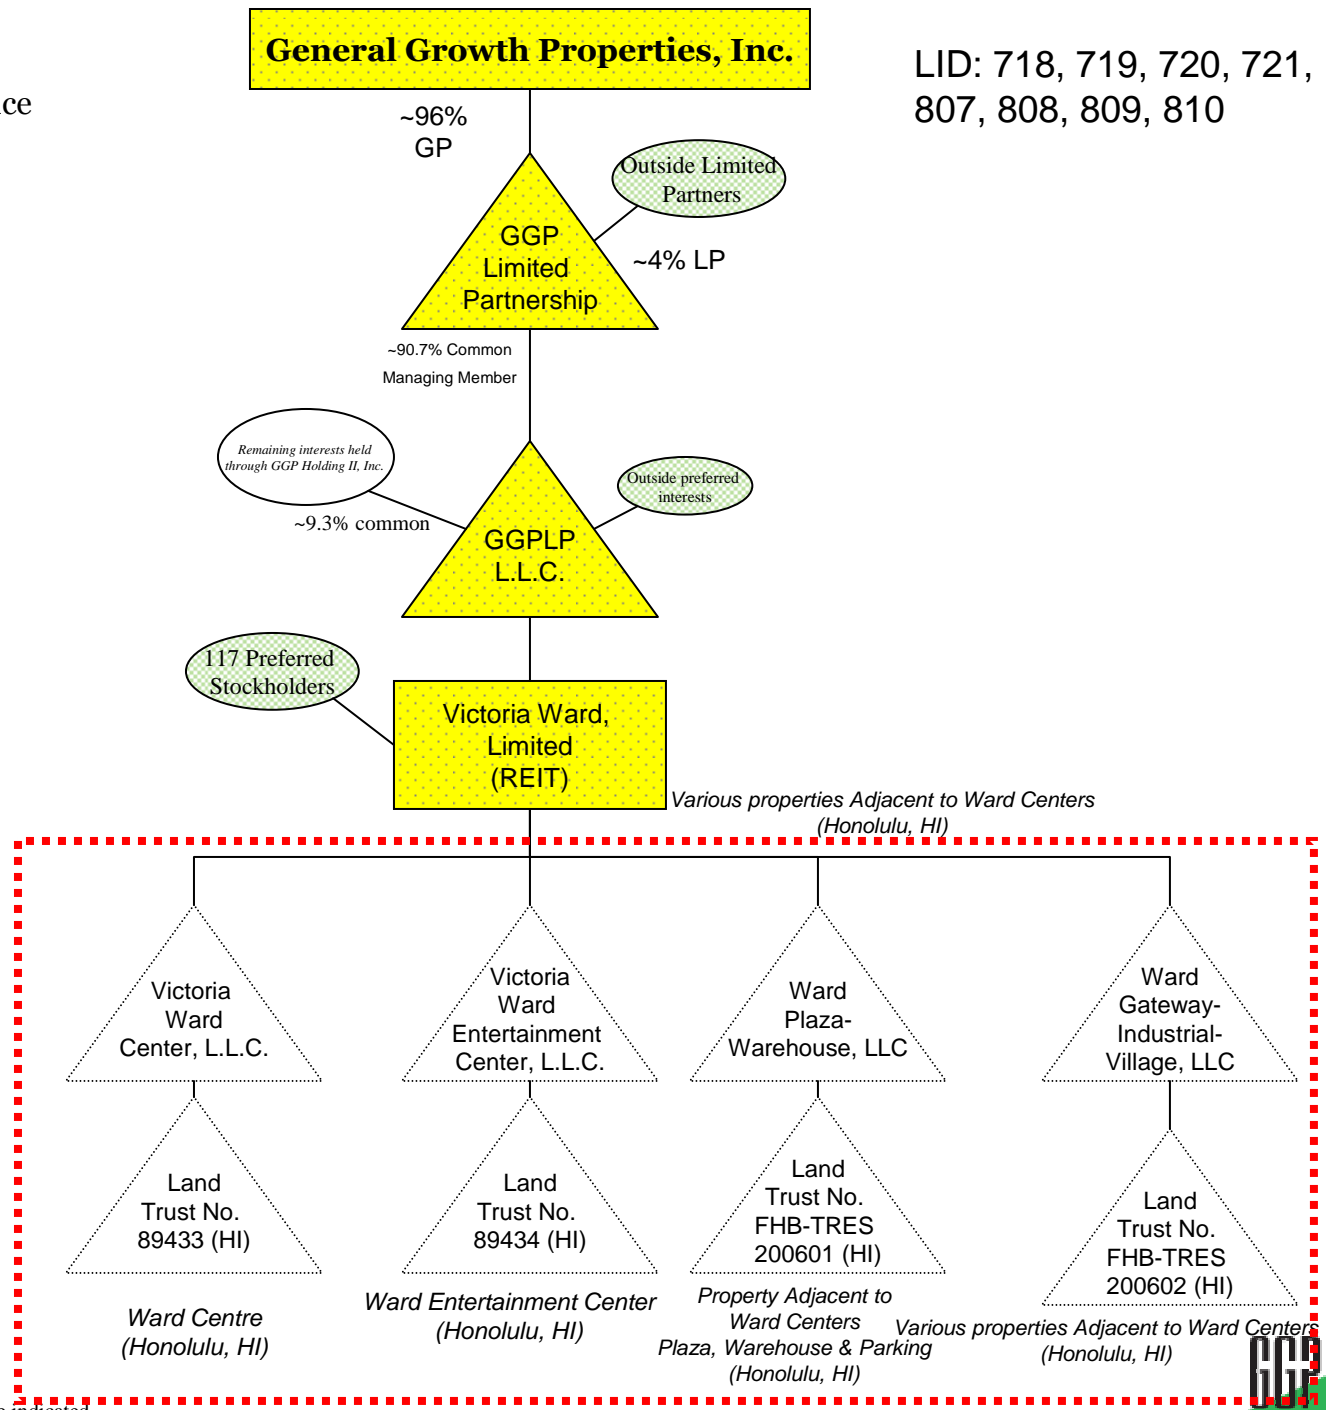 General Growth Properties, Inc.
LID: 718, 719, 720, 721,
807, 808, 809, 810
~96%
GP
Outside Limited
Partners
GGP
Limited
Partnership
~4% LP
~90.7% Common
Managing Member
Remaining interests held
through GGP Holding II, Inc.
~9.3% common
Outside preferred
interests
GGPLP
L.L.C.
117 Preferred
Stockholders
Victoria Ward,
Limited
(REIT)
Various properties Adjacent to Ward Centers
(Honolulu, HI)
Victoria
Ward
Center, L.L.C.
Victoria
Ward
Entertainment
Center, L.L.C.
Ward
Plaza-
Warehouse, LLC
Ward
Gateway-
Industrial-
Village, LLC
Land
Trust No.
89433 (HI)
Land
Trust No.
89434 (HI)
Land
Trust No.
FHB-TRES
200601 (HI)
Land
Trust No.
FHB-TRES
200602 (HI)
Ward Centre
(Honolulu, HI)
Ward Entertainment Center
(Honolulu, HI)
Property Adjacent to
Ward Centers
Plaza, Warehouse & Parking
(Honolulu, HI)
Various properties Adjacent to Ward Centers
(Honolulu, HI)
GGP